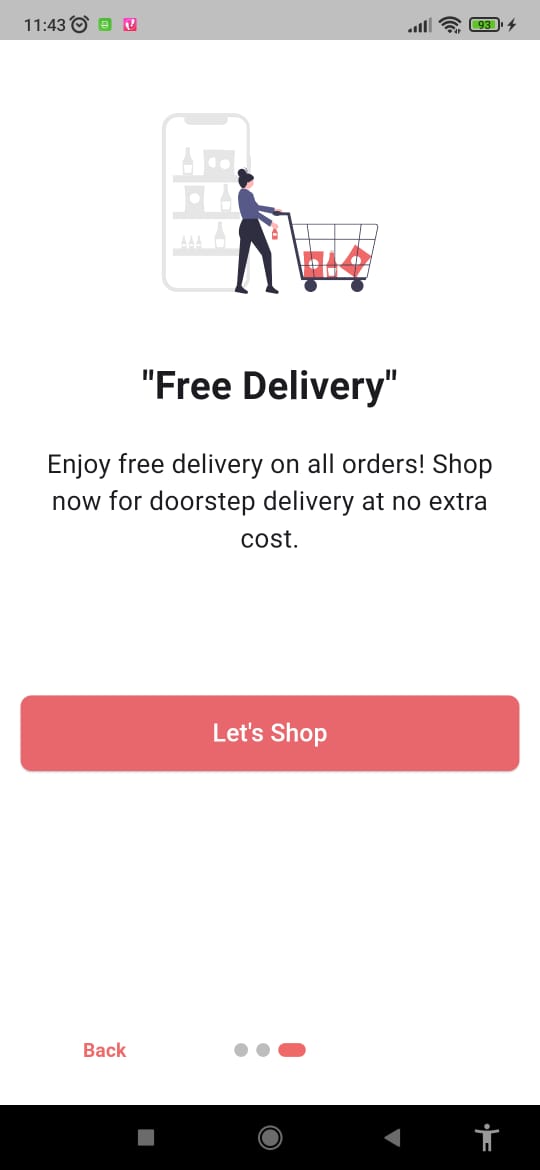 11:43
93
"Free Delivery"
Enjoy free delivery on all orders! Shop
now for doorstep delivery at no extra
cost.
Let's Shop
Back